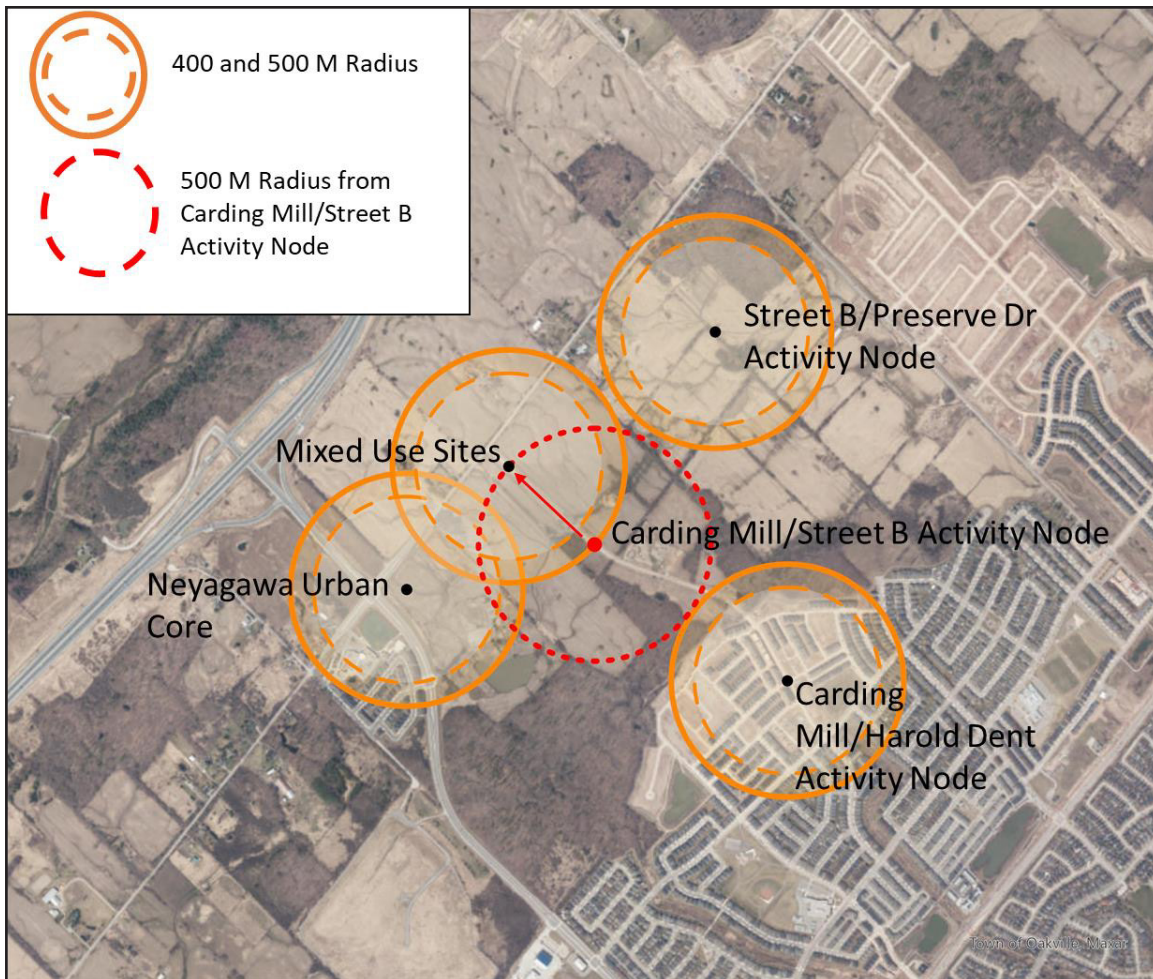 400 and 500 M Radius
500 M Radius from
Carding Mill/Street B
Activity Node
Street B/Preserve Dr
Activity Node
Mixed Use Sites
Carding Mill/Street B Activity Node
Neyagawa Urban
Core
Carding
Mill/Harold Dent
Activity Node
Town of Oakville, Maxar